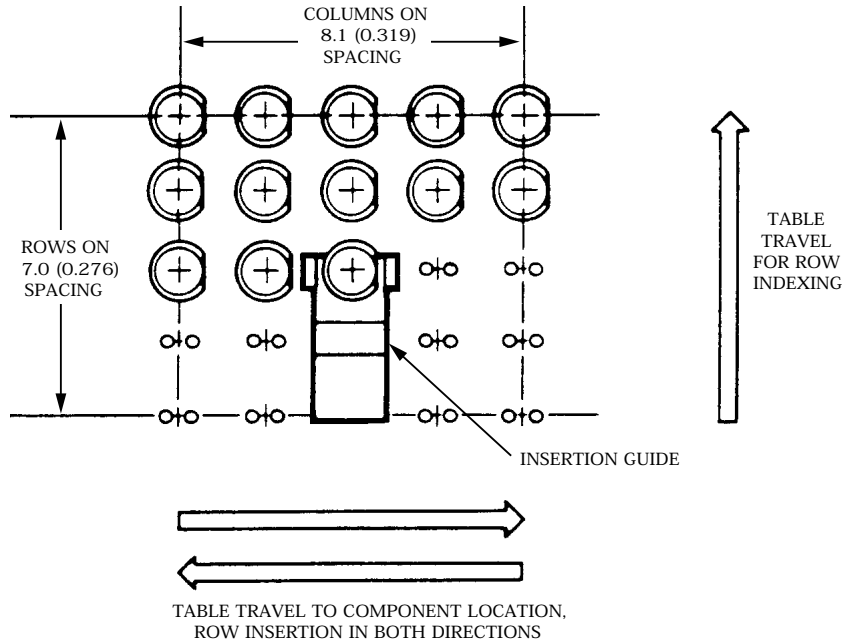 COLUMNS ON
8.1 (0.319)
SPACING
ROWS ON
7.0 (0.276)
SPACING
TABLE
TRAVEL
FOR ROW
INDEXING
INSERTION GUIDE
TABLE TRAVEL TO COMPONENT LOCATION,
ROW INSERTION IN BOTH DIRECTIONS